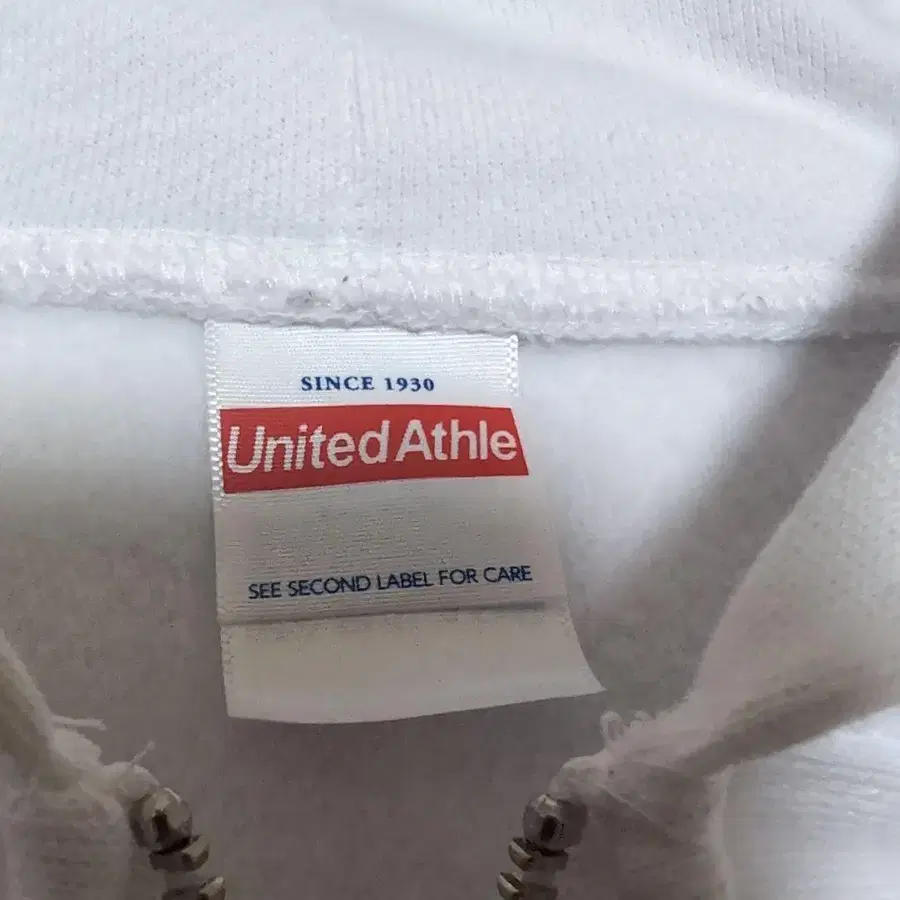 SINCE 1930
United Athle
SEE SECOND LABEL FOR CARE